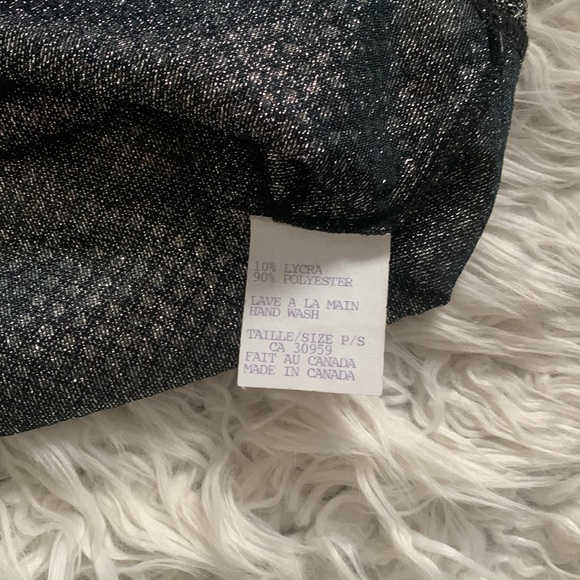 10% LYCRA
90% POLYESTER
LAVE A LA MAIN
HAND WASH
TAILLE/SIZE P/S
CA 30959
FAIT AU CANADA
MADE IN CANADA